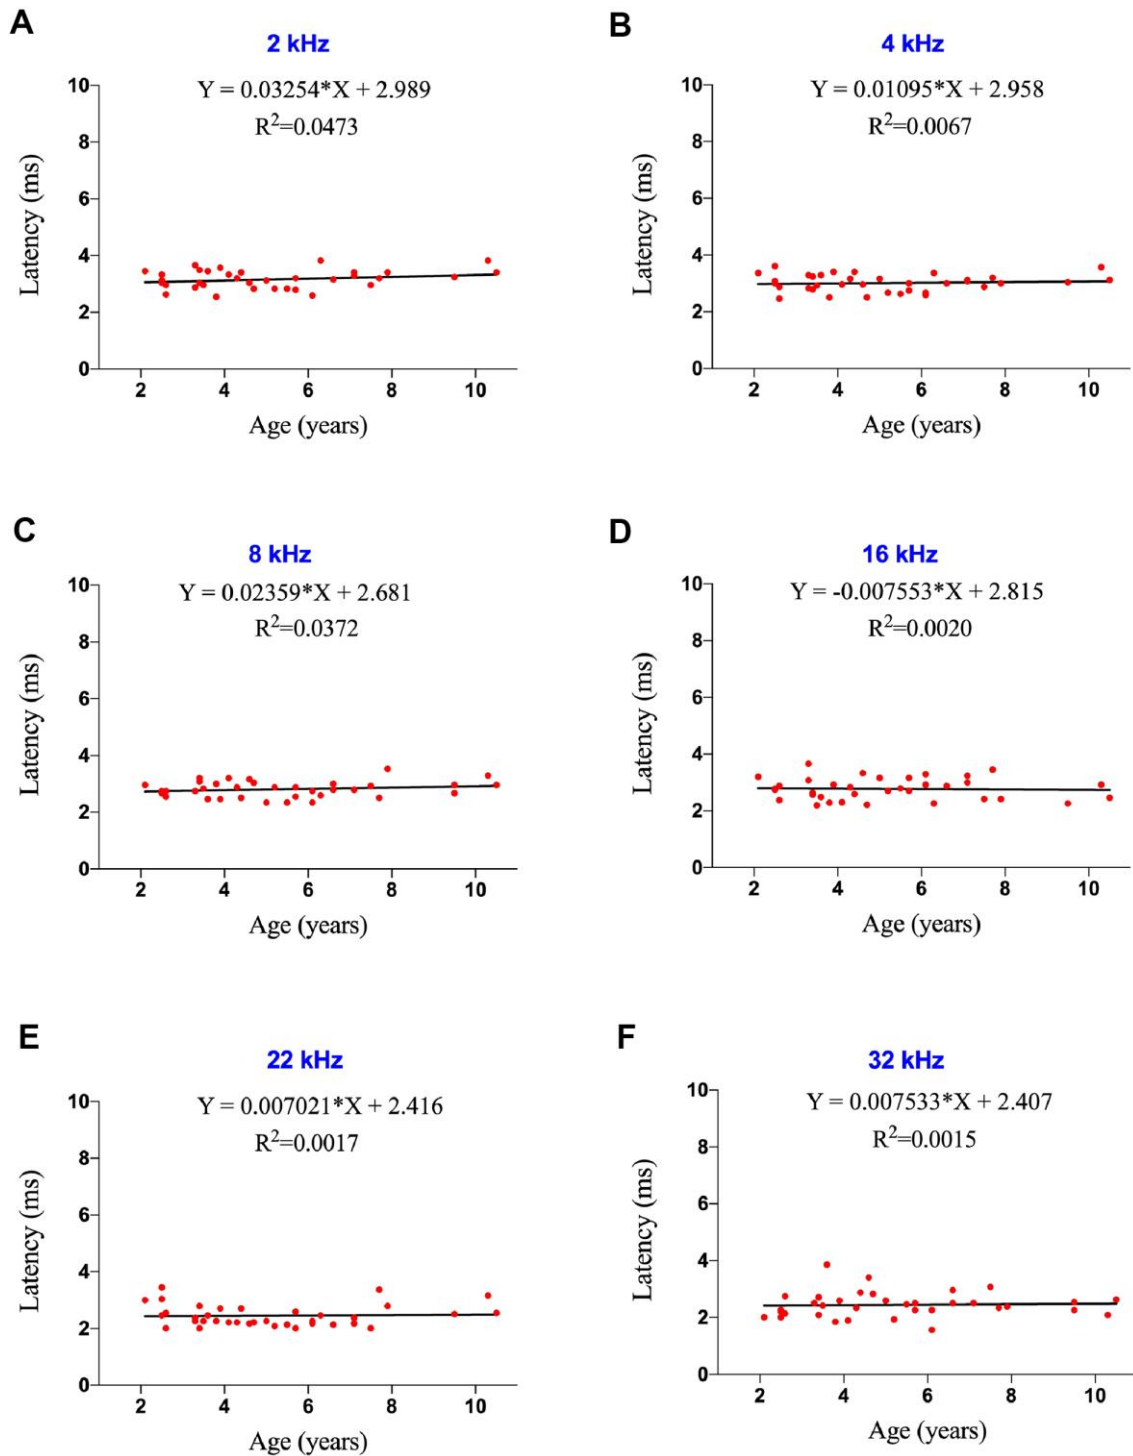 A
2 kHz
Y = 0.03254*X + 2.989
R²=0.0473
10
8
6
4
2
0
Latency (ms)
2 4 6 8 10
Age (years)
B
4 kHz
Y = 0.01095*X + 2.958
R²=0.0067
10
8
6
4
2
0
Latency (ms)
2 4 6 8 10
Age (years)
C
8 kHz
Y = 0.02359*X + 2.681
R²=0.0372
10
8
6
4
2
0
Latency (ms)
2 4 6 8 10
Age (years)
D
16 kHz
Y = -0.007553*X + 2.815
R²=0.0020
10
8
6
4
2
0
Latency (ms)
2 4 6 8 10
Age (years)
E
22 kHz
Y = 0.007021*X + 2.416
R²=0.0017
10
8
6
4
2
0
Latency (ms)
2 4 6 8 10
Age (years)
F
32 kHz
Y = 0.007533*X + 2.407
R²=0.0015
10
8
6
4
2
0
Latency (ms)
2 4 6 8 10
Age (years)